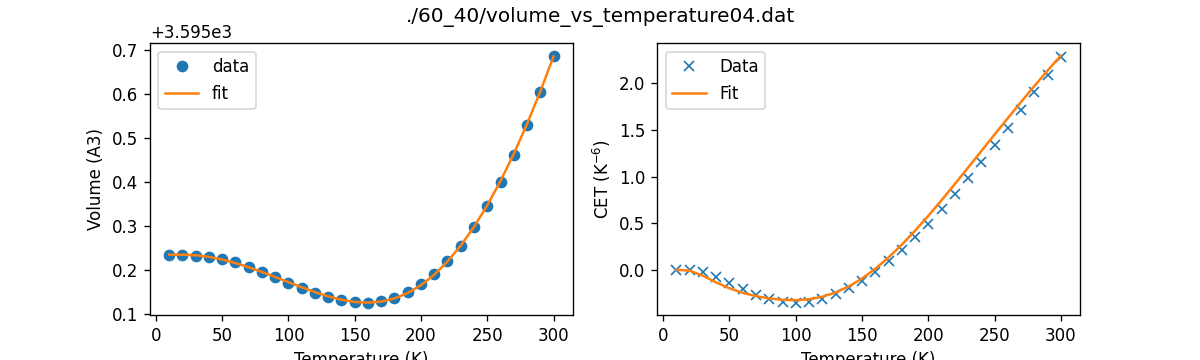 ./60_40/volume_vs_temperature04.dat
+3.595e3
0.7
0.6
0.5
0.4
0.3
0.2
0.1
Volume (A3)
data
fit
0
50
100
150
200
250
300
Temperature (K)
2.0
1.5
1.0
0.5
0.0
CET (K⁻⁶)
Data
Fit
0
50
100
150
200
250
300
Temperature (K)